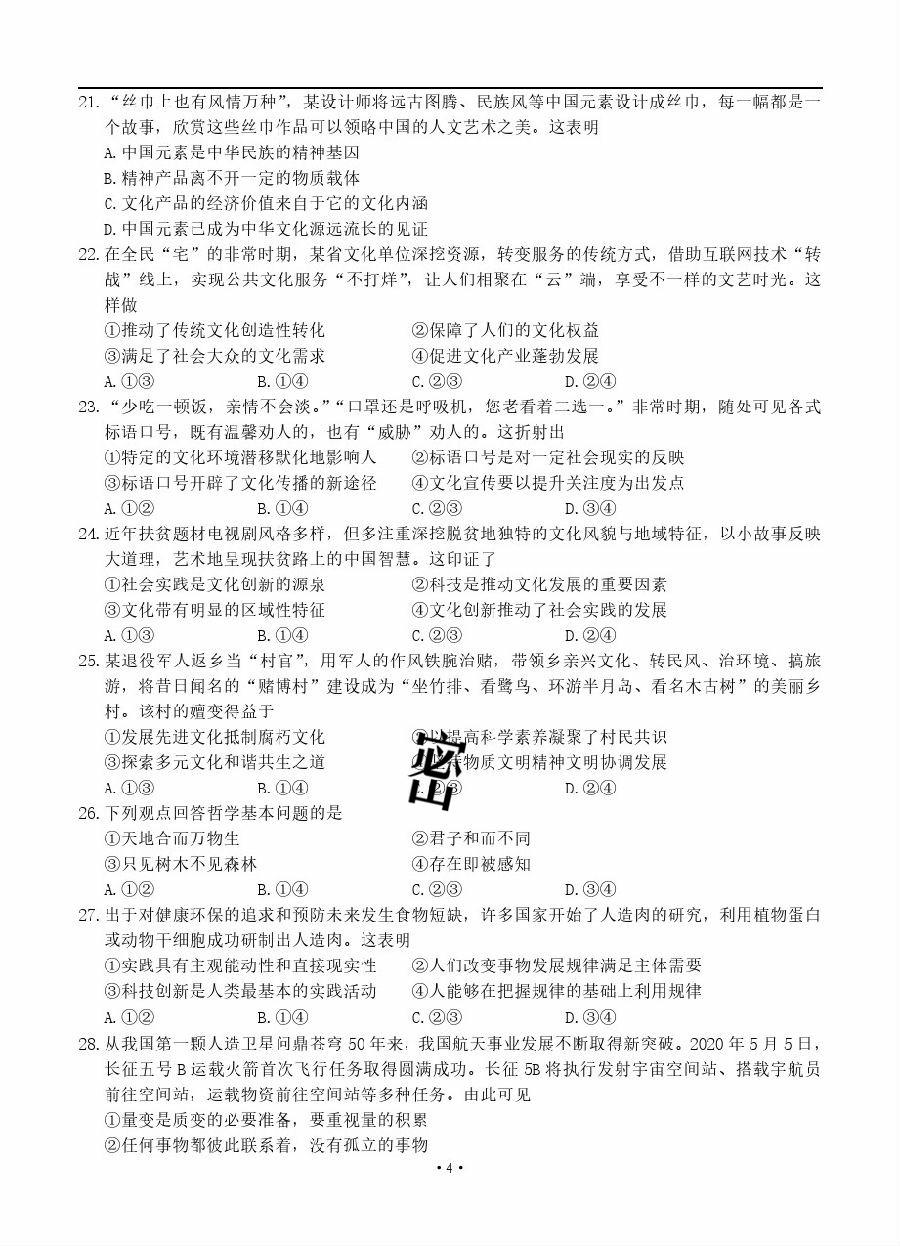 21. “丝巾上也有风情万种”，某设计师将远古图腾、民族风等中国元素设计成丝巾，每一幅都是一
个故事，欣赏这些丝巾作品可以领略中国的人文艺术之美。这表明
A. 中国元素是中华民族的精神基因
B. 精神产品离不开一定的物质载体
C. 文化产品的经济价值来自于它的文化内涵
D. 中国元素已成为中华文化源远流长的见证
22. 在全民“宅”的非常时期，某省文化单位深挖资源，转变服务的传统方式，借助互联网技术“转
战”线上，实现公共文化服务“不打烊”，让人们相聚在“云”端，享受不一样的文艺时光。这
样做
①推动了传统文化创造性转化 ②保障了人们的文化权益
③满足了社会大众的文化需求 ④促进文化产业蓬勃发展
A. ①③ B. ①④ C. ②③ D. ②④
23. “少吃一顿饭，亲情不会淡。”“口罩还是呼吸机，您老看着二选一。”非常时期，随处可见各式
标语口号，既有温馨劝人的，也有“威胁”劝人的。这折射出
①特定的文化环境潜移默化地影响人 ②标语口号是对一定社会现实的反映
③标语口号开辟了文化传播的新途径 ④文化宣传要以提升关注度为出发点
A. ①② B. ①④ C. ②③ D. ③④
24. 近年扶贫题材电视剧风格多样，但多注重深挖脱贫地独特的文化风貌与地域特征，以小故事反映
大道理，艺术地呈现扶贫路上的中国智慧。这印证了
①社会实践是文化创新的源泉 ②科技是推动文化发展的重要因素
③文化带有明显的区域性特征 ④文化创新推动了社会实践的发展
A. ①③ B. ①④ C. ②③ D. ②④
25. 某退役军人返乡当“村官”，用军人的作风铁腕治赌，带领乡亲兴文化、转民风、治环境、搞旅
游，将昔日闻名的“赌博村”建设成为“坐竹排、看鹭鸟、环游半月岛、看名木古树”的美丽乡
村。该村的嬗变得益于
①发展先进文化抵制腐朽文化 ②以提高科学素养凝聚了村民共识
③探索多元文化和谐共生之道 物质文明精神文明协调发展
A. ①③ B. ①④ C. ②③ D. ②④
密
26. 下列观点回答哲学基本问题的是
①天地合而万物生 ②君子和而不同
③只见树木不见森林 ④存在即被感知
A. ①② B. ①④ C. ②③ D. ③④
27. 出于对健康环保的追求和预防未来发生食物短缺，许多国家开始了人造肉的研究，利用植物蛋白
或动物干细胞成功研制出人造肉。这表明
①实践具有主观能动性和直接现实性 ②人们改变事物发展规律满足主体需要
③科技创新是人类最基本的实践活动 ④人能够在把握规律的基础上利用规律
A. ①② B. ①④ C. ②③ D. ③④
28. 从我国第一颗人造卫星问鼎苍穹 50 年来，我国航天事业发展不断取得新突破。2020 年 5 月 5 日，
长征五号 B 运载火箭首次飞行任务取得圆满成功。长征 5B 将执行发射宇宙空间站、搭载宇航员
前往空间站，运载物资前往空间站等多种任务。由此可见
①量变是质变的必要准备，要重视量的积累
②任何事物都彼此联系着，没有孤立的事物
• 4 •